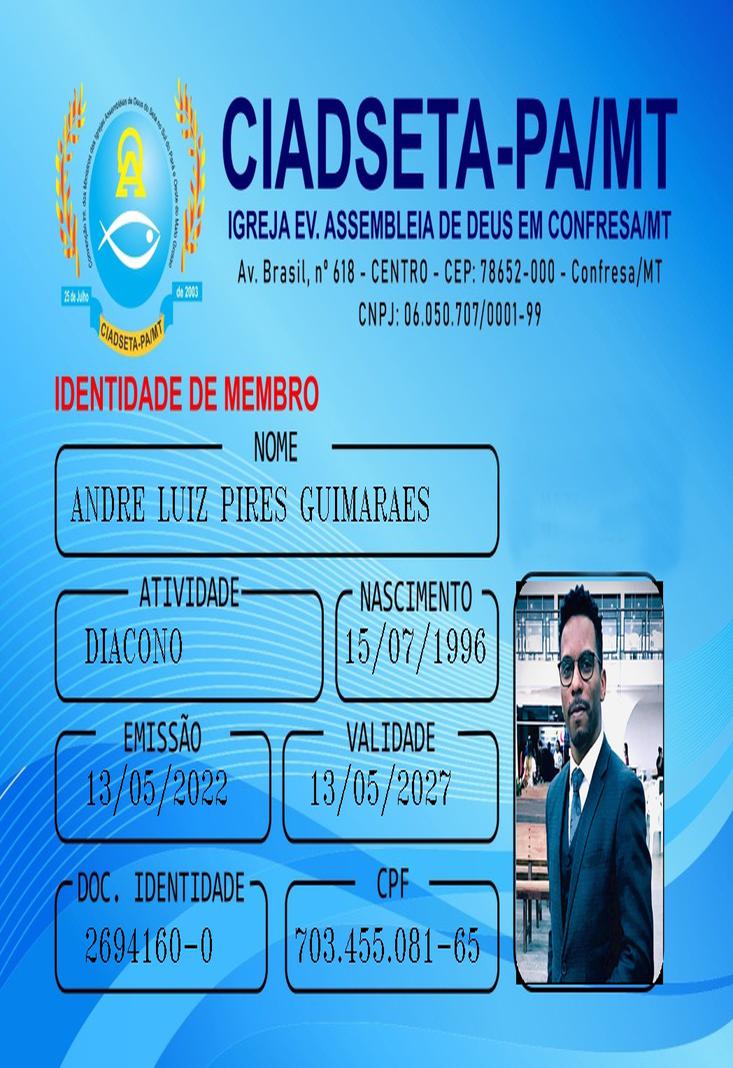 CIADSETA-PA/MT
IGREJA EV. ASSEMBLEIA DE DEUS EM CONFRESA/MT
Av. Brasil, nº 618 - CENTRO - CEP: 78652-000 - Confresa/MT
CNPJ: 06.050.707/0001-99
25 de Julho
de 2003
CIADSETA-PA/MT
IDENTIDADE DE MEMBRO
NOME
ANDRE LUIZ PIRES GUIMARAES
ATIVIDADE
DIACONO
NASCIMENTO
15/07/1996
EMISSÃO
13/05/2022
VALIDADE
13/05/2027
DOC. IDENTIDADE
2694160-0
CPF
703.455.081-65